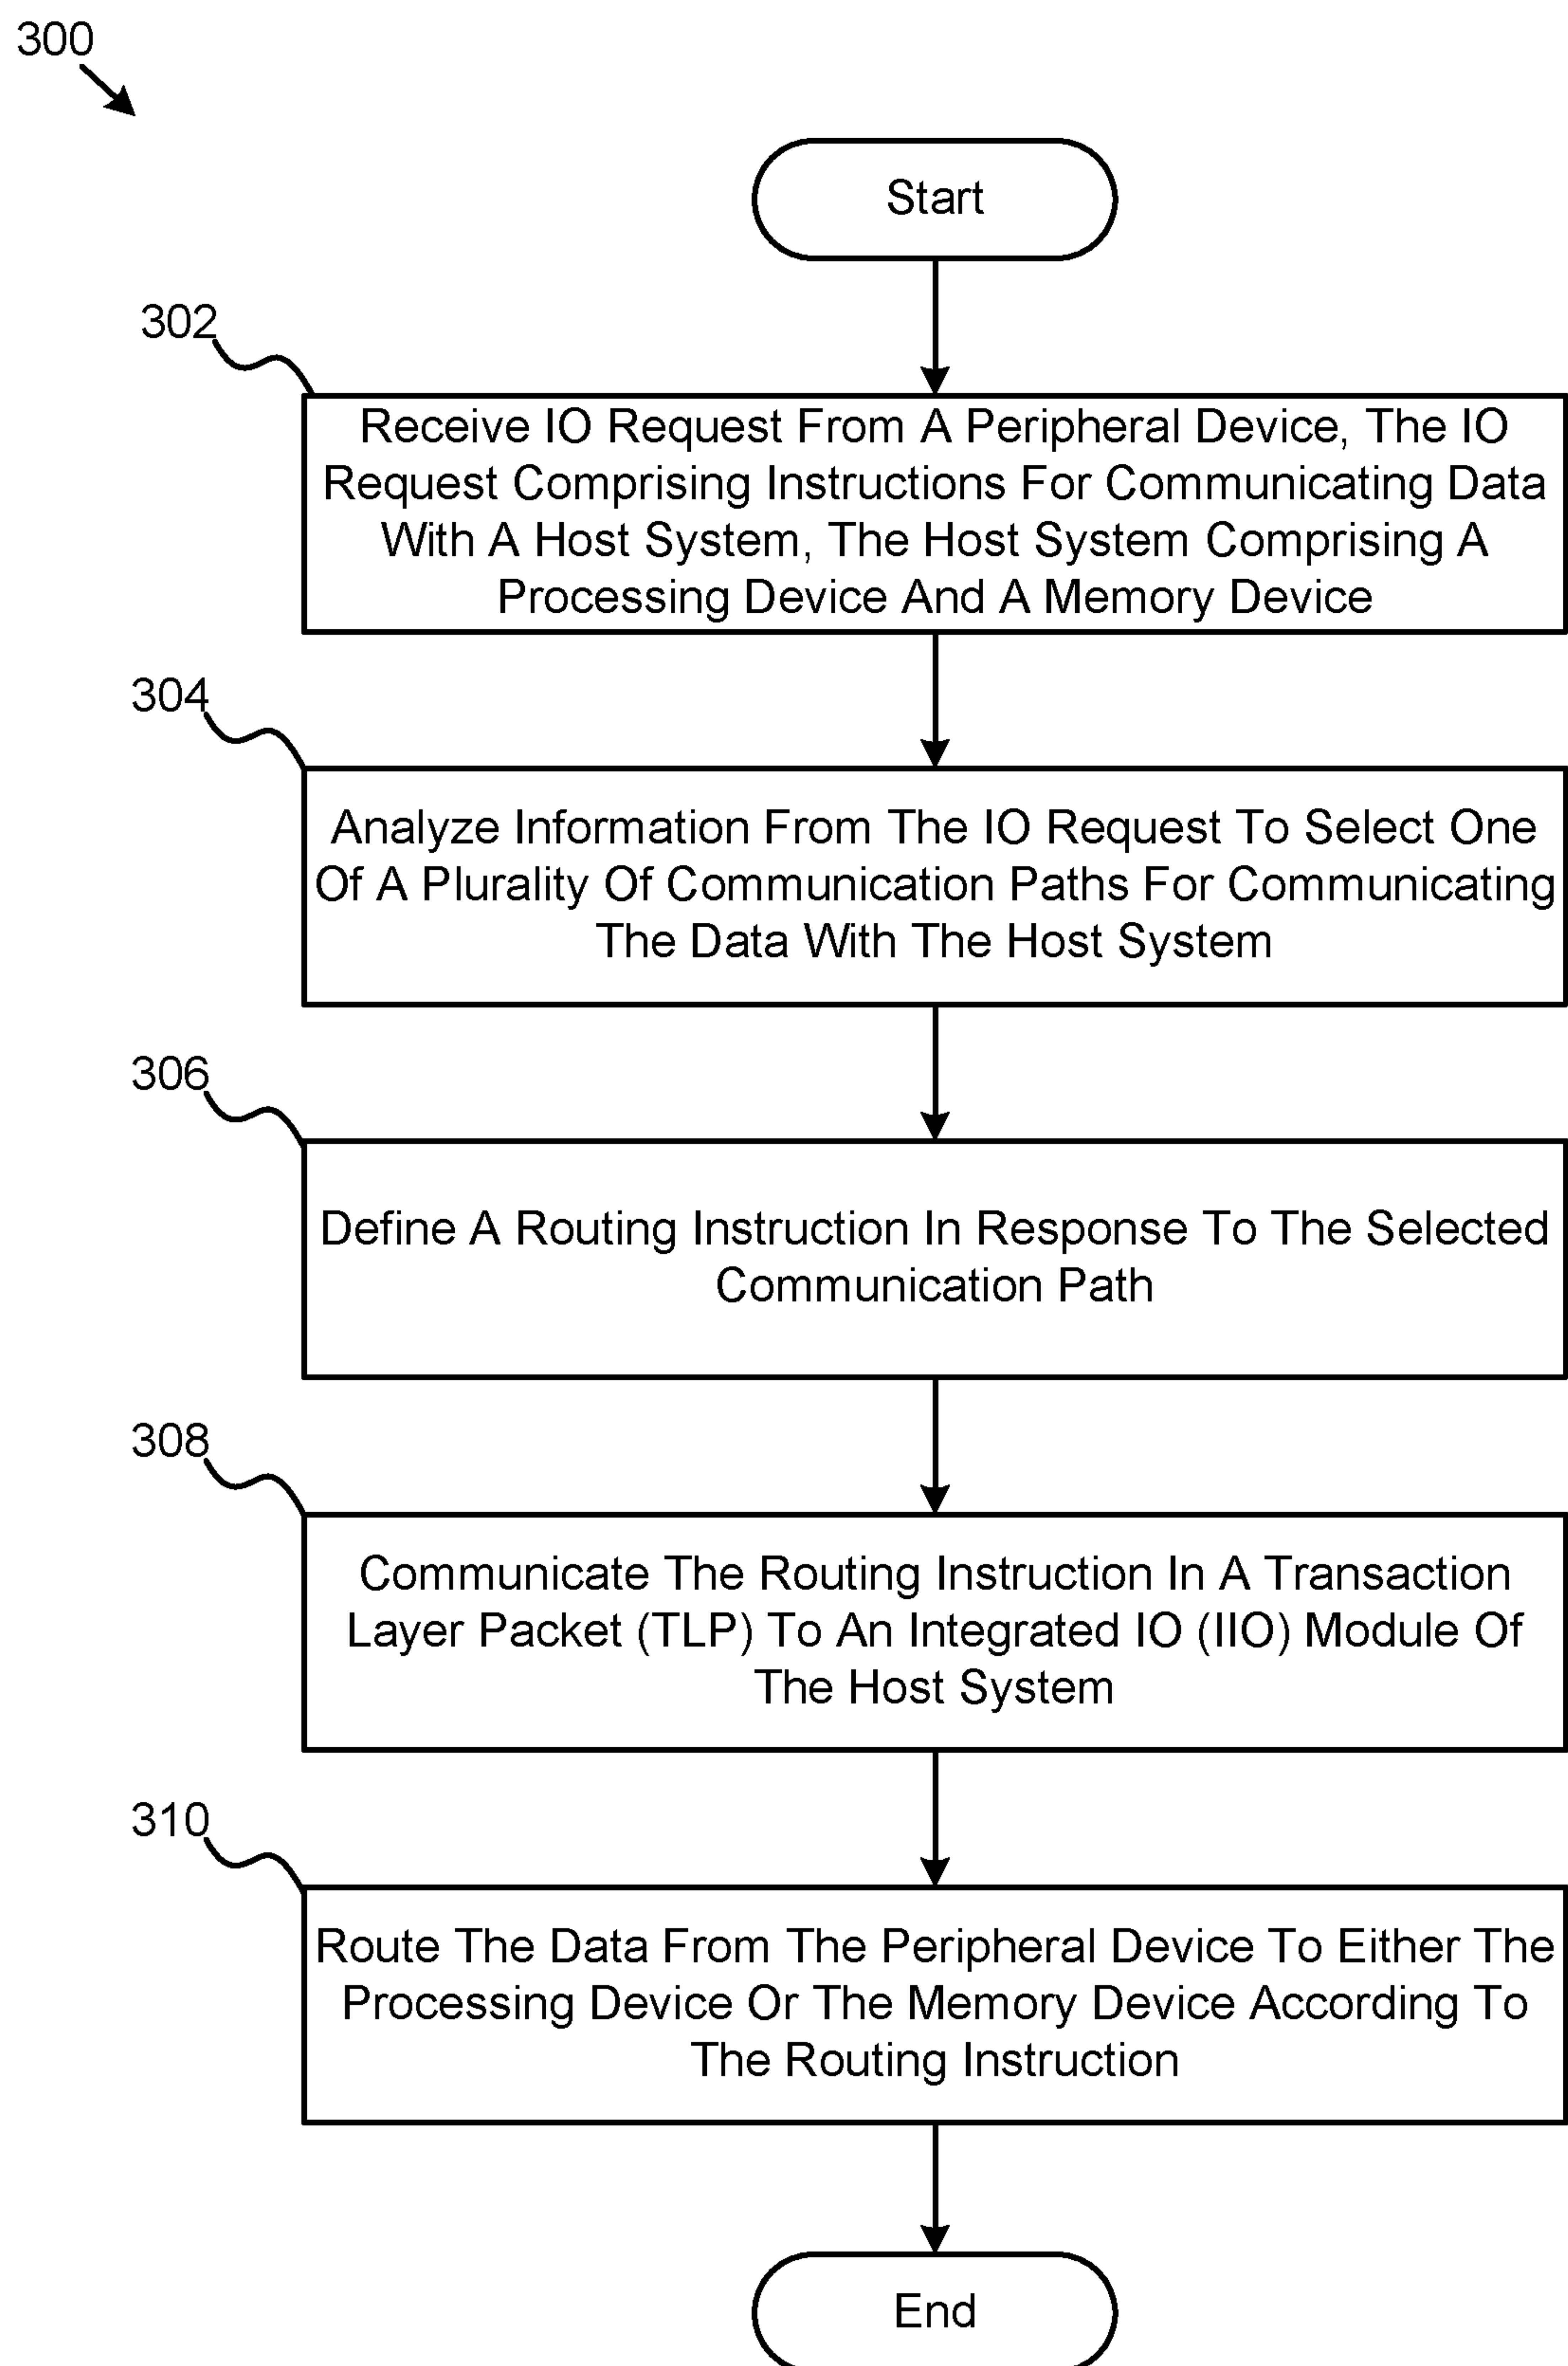 300
Start
302
Receive IO Request From A Peripheral Device, The IO
Request Comprising Instructions For Communicating Data
With A Host System, The Host System Comprising A
Processing Device And A Memory Device
304
Analyze Information From The IO Request To Select One
Of A Plurality Of Communication Paths For Communicating
The Data With The Host System
306
Define A Routing Instruction In Response To The Selected
Communication Path
308
Communicate The Routing Instruction In A Transaction
Layer Packet (TLP) To An Integrated IO (IIO) Module Of
The Host System
310
Route The Data From The Peripheral Device To Either The
Processing Device Or The Memory Device According To
The Routing Instruction
End